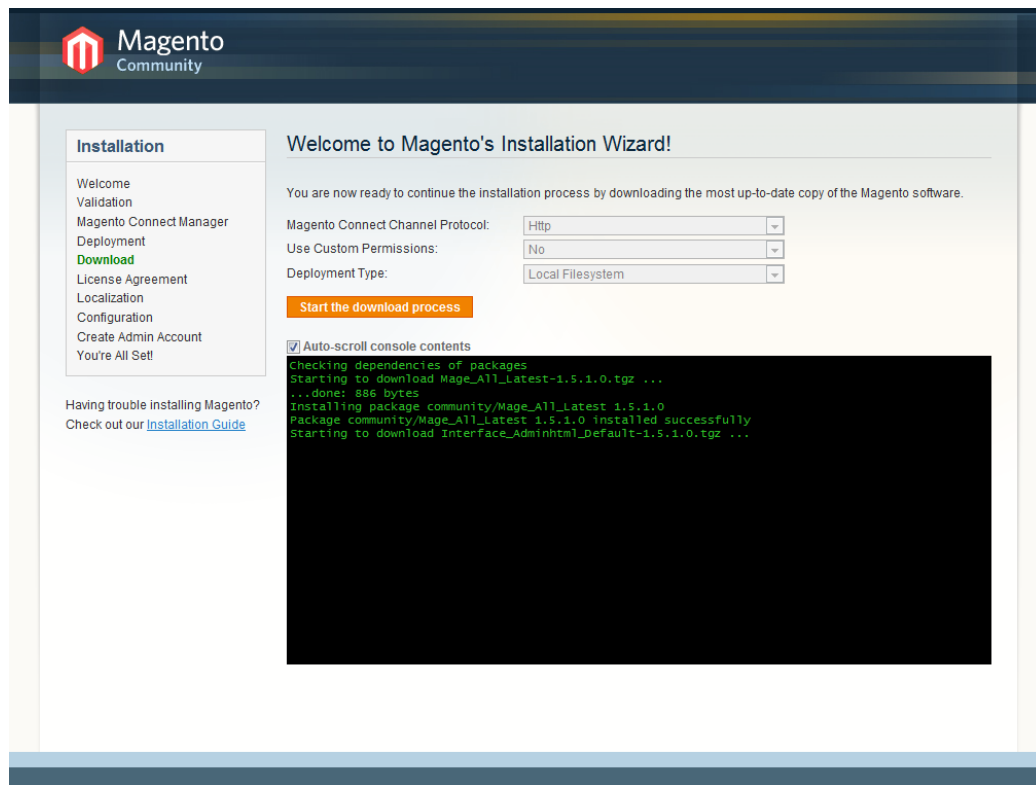 Magento
Community
Installation
Welcome
Validation
Magento Connect Manager
Deployment
Download
License Agreement
Localization
Configuration
Create Admin Account
You're All Set!
Having trouble installing Magento?
Check out our Installation Guide
Welcome to Magento's Installation Wizard!
You are now ready to continue the installation process by downloading the most up-to-date copy of the Magento software.
Magento Connect Channel Protocol: Http
Use Custom Permissions: No
Deployment Type: Local Filesystem
Start the download process
Auto-scroll console contents
Checking dependencies of packages
Starting to download Mage_All_Latest-1.5.1.0.tgz ...
...done: 886 bytes
Installing package community/Mage_All_Latest 1.5.1.0
Package community/Mage_All_Latest 1.5.1.0 installed successfully
Starting to download Interface_Adminhtml_Default-1.5.1.0.tgz ...